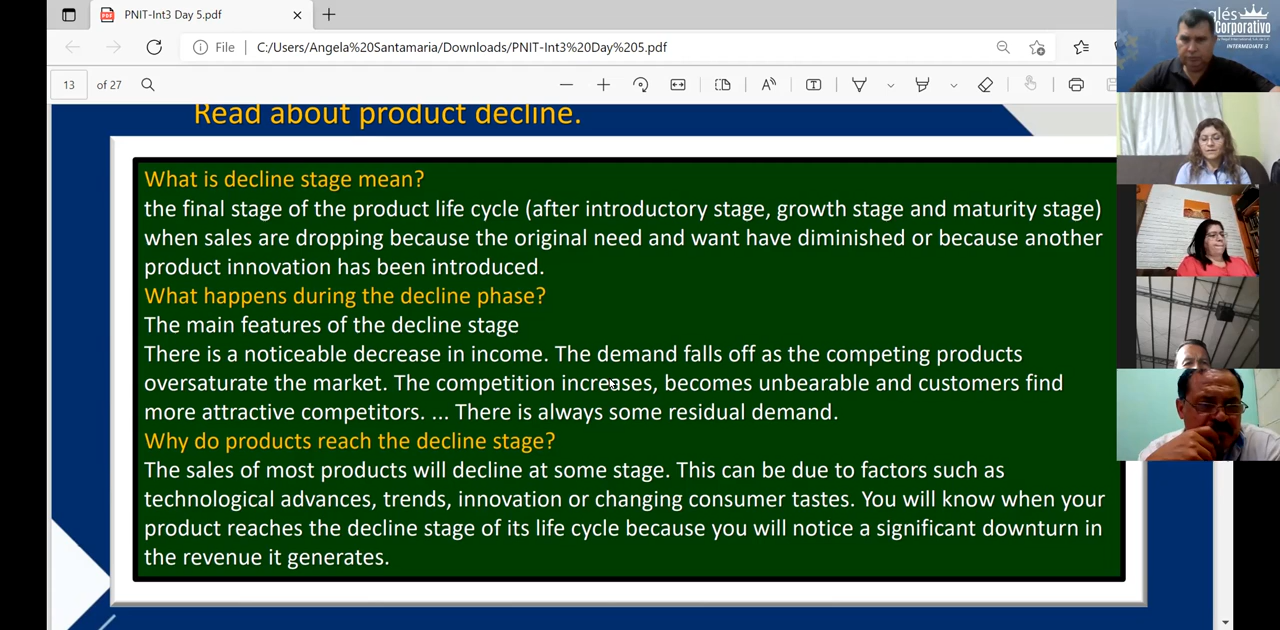 PNIT-Int3 Day 5.pdf
File
C:/Users/Angela%20Santamaria/Downloads/PNIT-Int3%20Day%205.pdf
13
of 27
Read about product decline.
What is decline stage mean?
the final stage of the product life cycle (after introductory stage, growth stage and maturity stage)
when sales are dropping because the original need and want have diminished or because another
product innovation has been introduced.
What happens during the decline phase?
The main features of the decline stage
There is a noticeable decrease in income. The demand falls off as the competing products
oversaturate the market. The competition increases, becomes unbearable and customers find
more attractive competitors. ... There is always some residual demand.
Why do products reach the decline stage?
The sales of most products will decline at some stage. This can be due to factors such as
technological advances, trends, innovation or changing consumer tastes. You will know when your
product reaches the decline stage of its life cycle because you will notice a significant downturn in
the revenue it generates.
Corporativo
INTERMEDIATE 3